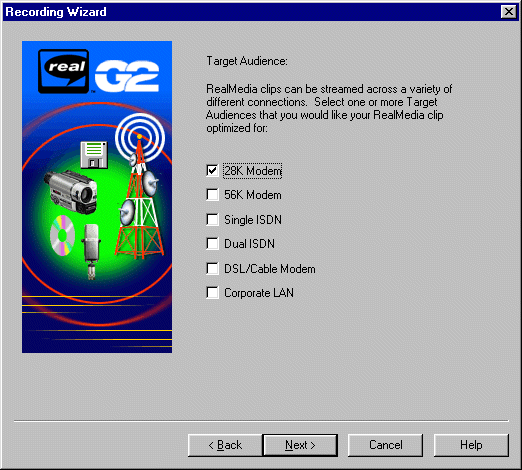 Recording Wizard
real G2
Target Audience:
RealMedia clips can be streamed across a variety of
different connections. Select one or more Target
Audiences that you would like your RealMedia clip
optimized for:
28K Modem
56K Modem
Single ISDN
Dual ISDN
DSL/Cable Modem
Corporate LAN
< Back Next > Cancel Help